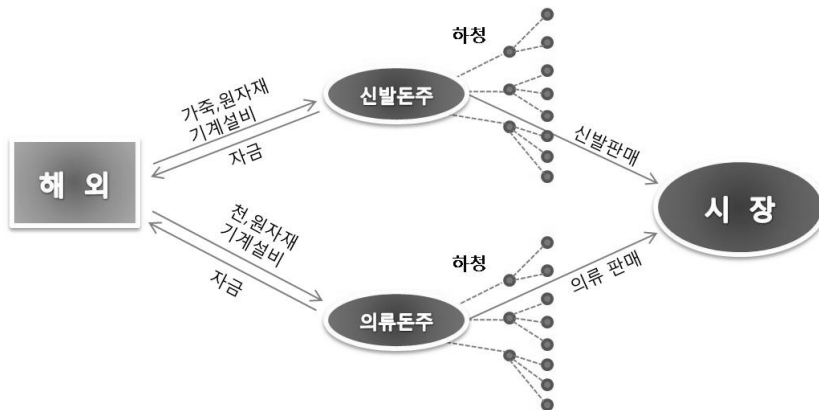 하청
신발돈주
가죽,원자재
기계설비
자금
신발판매
해 외
시 장
천,원자재
기계설비
자금
하청
의류 판매
의류돈주